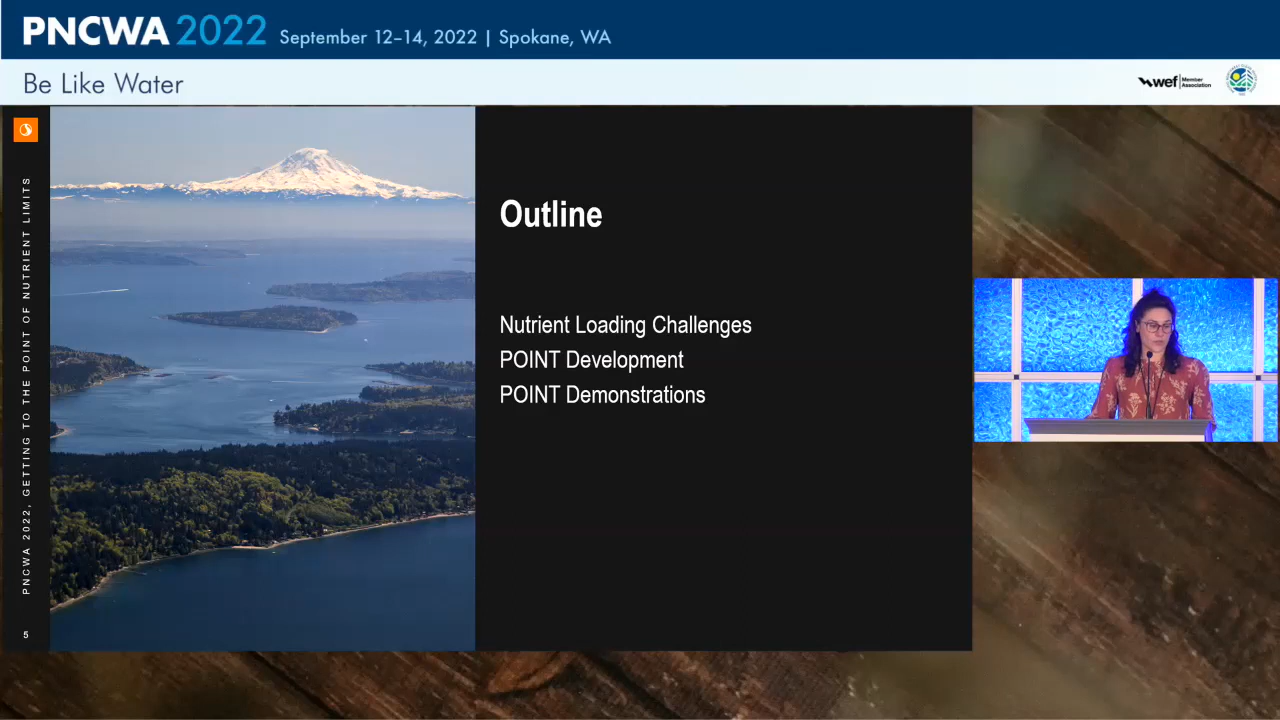 PNCWA 2022 September 12–14, 2022 | Spokane, WA
Be Like Water
wef Member Association
PNCWA 2022, GETTING TO THE POINT OF NUTRIENT LIMITS
5
Outline
Nutrient Loading Challenges
POINT Development
POINT Demonstrations